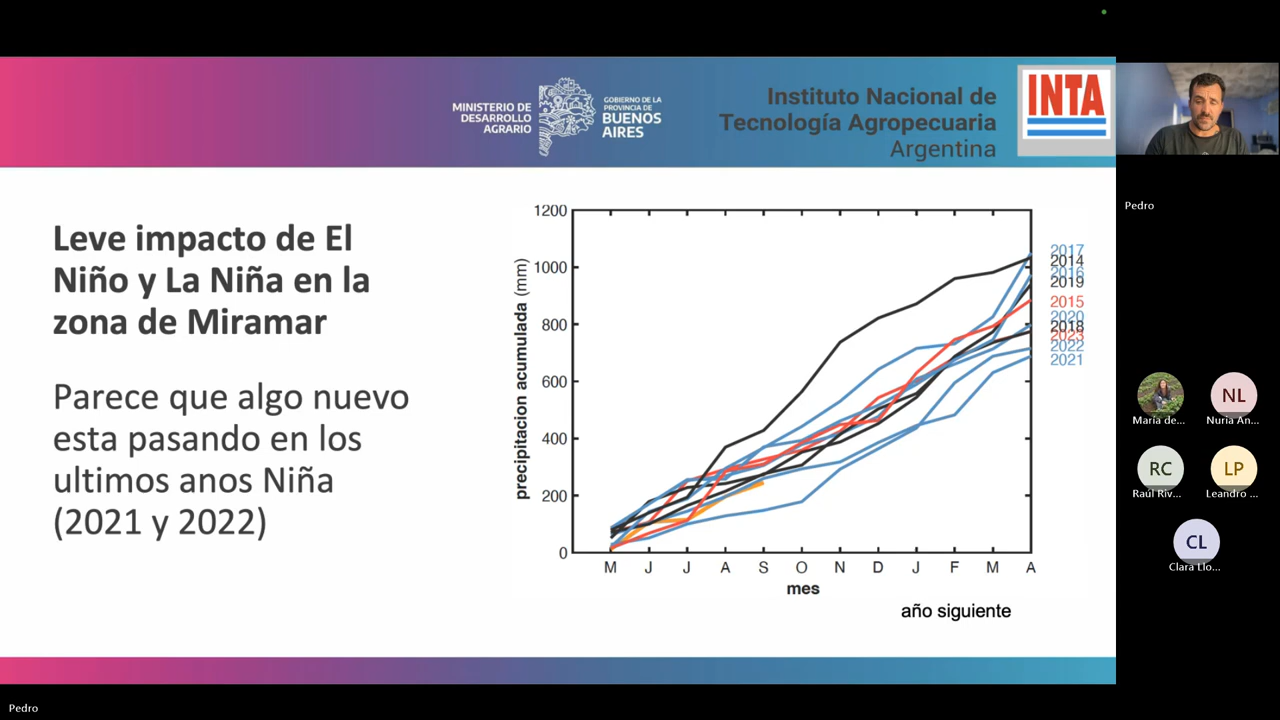 MINISTERIO DE
DESARROLLO
AGRARIO
GOBIERNO DE LA
PROVINCIA DE
BUENOS
AIRES
Instituto Nacional de
Tecnología Agropecuaria
Argentina
INTA
Pedro
Leve impacto de El
Niño y La Niña en la
zona de Miramar
Parece que algo nuevo
esta pasando en los
ultimos anos Niña
(2021 y 2022)
precipitacion acumulada (mm)
1200
1000
800
600
400
200
0
M J J A S O N D J F M A
mes
año siguiente
2017
2014
2016
2019
2015
2020
2018
2023
2022
2021
María de...
NL
Nuria An...
RC
Raúl Riv...
LP
Leandro ...
CL
Clara Llo...
Pedro